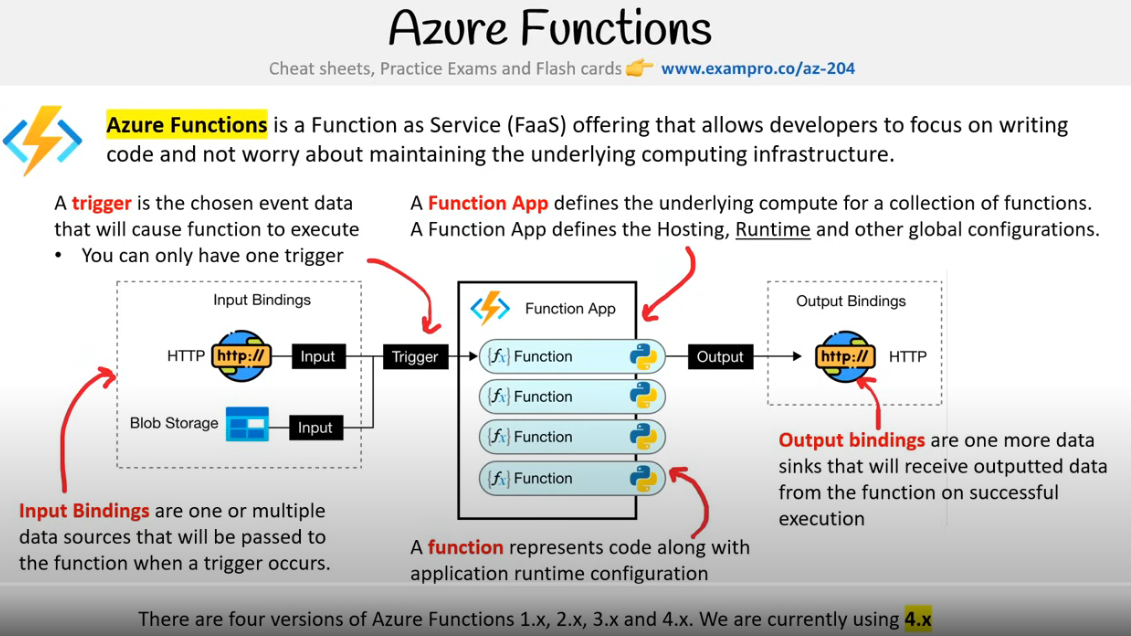 Azure Functions
Cheat sheets, Practice Exams and Flash cards 👉 www.exampro.co/az-204
Azure Functions is a Function as Service (FaaS) offering that allows developers to focus on writing
code and not worry about maintaining the underlying computing infrastructure.
A trigger is the chosen event data
that will cause function to execute
• You can only have one trigger
A Function App defines the underlying compute for a collection of functions.
A Function App defines the Hosting, Runtime and other global configurations.
Input Bindings
HTTP http:// Input
Blob Storage Input
Trigger
Function App
{fx} Function
{fx} Function
{fx} Function
{fx} Function
Output
Output Bindings
http:// HTTP
Input Bindings are one or multiple
data sources that will be passed to
the function when a trigger occurs.
A function represents code along with
application runtime configuration
Output bindings are one more data
sinks that will receive outputted data
from the function on successful
execution
There are four versions of Azure Functions 1.x, 2.x, 3.x and 4.x. We are currently using 4.x